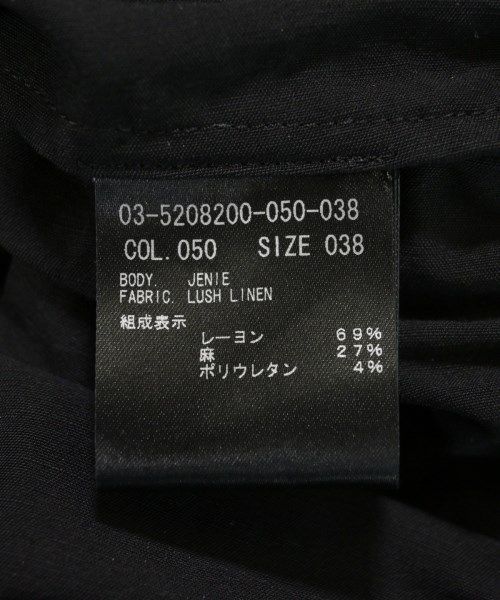 03-5208200-050-038
COL. 050 SIZE 038
BODY. JENIE
FABRIC. LUSH LINEN
組成表示
レーヨン 69%
麻 27%
ポリウレタン 4%